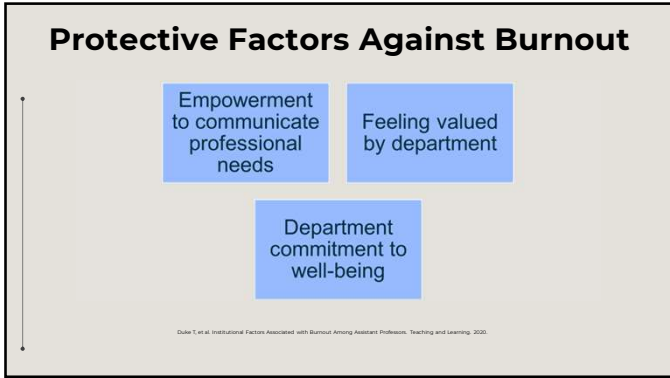 Protective Factors Against Burnout
Empowerment
to communicate
professional
needs
Feeling valued
by department
Department
commitment to
well-being
Duke T, et al. Institutional Factors Associated with Burnout Among Assistant Professors. Teaching and Learning. 2020.